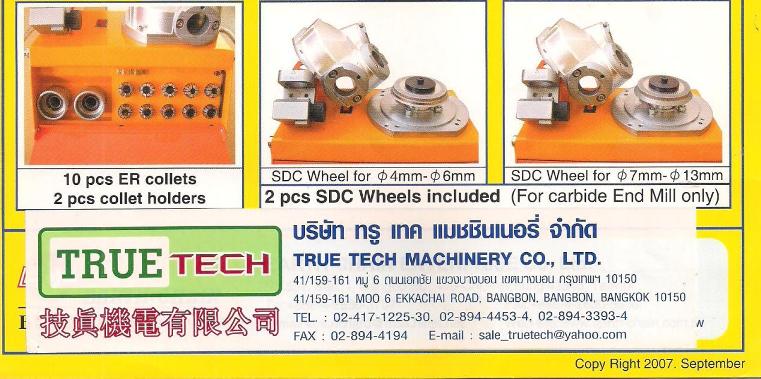 SDC Wheel for φ4mm-φ6mm
SDC Wheel for φ7mm-φ13mm
10 pcs ER collets
2 pcs collet holders
2 pcs SDC Wheels included (For carbide End Mill only)
TRUE TECH
技真機電有限公司
บริษัท ทรู เทค แมชชินเนอรี่ จำกัด
TRUE TECH MACHINERY CO., LTD.
41/159-161 หมู่ 6 ถนนเอกชัย แขวงบางบอน เขตบางบอน กรุงเทพฯ 10150
41/159-161 MOO 6 EKKACHAI ROAD, BANGBON, BANGBON, BANGKOK 10150
TEL. : 02-417-1225-30, 02-894-4453-4, 02-894-3393-4
FAX : 02-894-4194 E-mail : sale_truetech@yahoo.com
Copy Right 2007. September